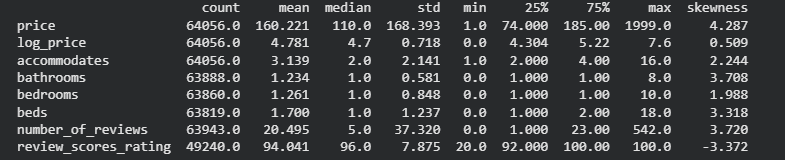 count mean median std min 25% 75% max skewness
price 64056.0 160.221 110.0 168.393 1.0 74.000 185.00 1999.0 4.287
log_price 64056.0 4.781 4.7 0.718 0.0 4.304 5.22 7.6 0.509
accommodates 64056.0 3.139 2.0 2.141 1.0 2.000 4.00 16.0 2.244
bathrooms 63888.0 1.234 1.0 0.581 0.0 1.000 1.00 8.0 3.708
bedrooms 63860.0 1.261 1.0 0.848 0.0 1.000 1.00 10.0 1.988
beds 63819.0 1.700 1.0 1.237 0.0 1.000 2.00 18.0 3.318
number_of_reviews 63943.0 20.495 5.0 37.320 0.0 1.000 23.00 542.0 3.720
review_scores_rating 49240.0 94.041 96.0 7.875 20.0 92.000 100.00 100.0 -3.372